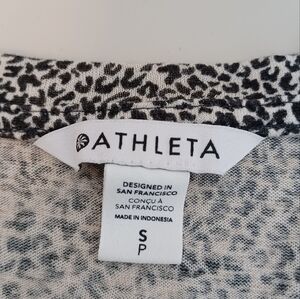 ATHLETA
DESIGNED IN
SAN FRANCISCO
CONÇU À
SAN FRANCISCO
MADE IN INDONESIA
S
P